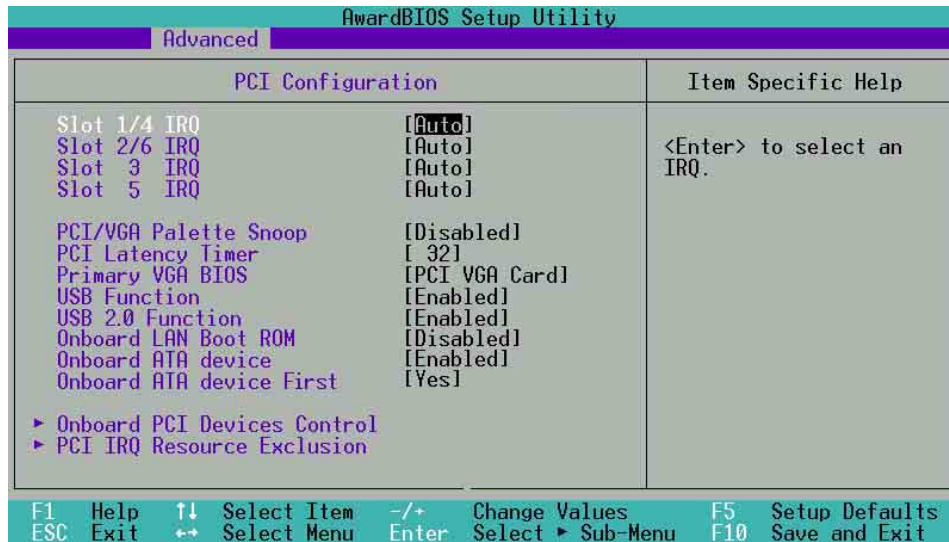 AwardBIOS Setup Utility
Advanced
PCI Configuration
Item Specific Help
Slot 1/4 IRQ [Auto]
Slot 2/6 IRQ [Auto]
Slot 3 IRQ [Auto]
Slot 5 IRQ [Auto]
PCI/VGA Palette Snoop [Disabled]
PCI Latency Timer [ 32]
Primary VGA BIOS [PCI VGA Card]
USB Function [Enabled]
USB 2.0 Function [Enabled]
Onboard LAN Boot ROM [Disabled]
Onboard ATA device [Enabled]
Onboard ATA device First [Yes]
► Onboard PCI Devices Control
► PCI IRQ Resource Exclusion
<Enter> to select an
IRQ.
F1 Help ↑↓ Select Item -/+ Change Values F5 Setup Defaults
ESC Exit ←→ Select Menu Enter Select ► Sub-Menu F10 Save and Exit